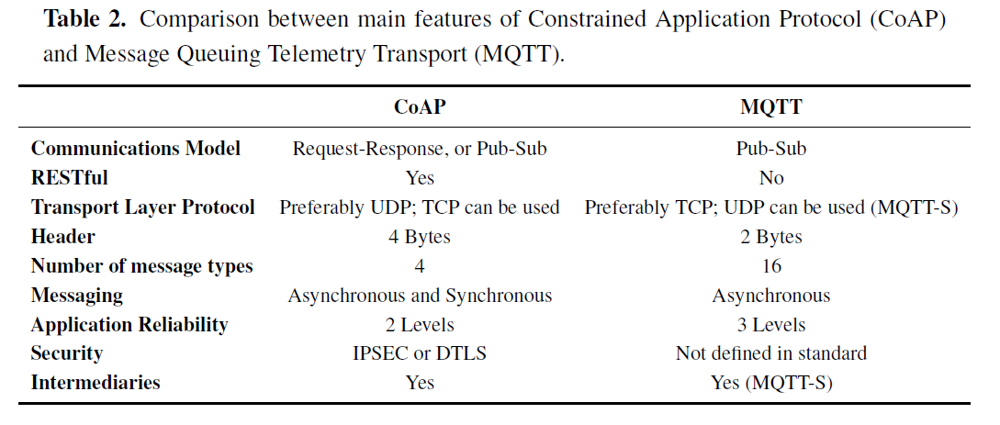 Table 2. Comparison between main features of Constrained Application Protocol (CoAP)
and Message Queuing Telemetry Transport (MQTT).
CoAP MQTT
Communications Model Request-Response, or Pub-Sub Pub-Sub
RESTful Yes No
Transport Layer Protocol Preferably UDP; TCP can be used Preferably TCP; UDP can be used (MQTT-S)
Header 4 Bytes 2 Bytes
Number of message types 4 16
Messaging Asynchronous and Synchronous Asynchronous
Application Reliability 2 Levels 3 Levels
Security IPSEC or DTLS Not defined in standard
Intermediaries Yes Yes (MQTT-S)